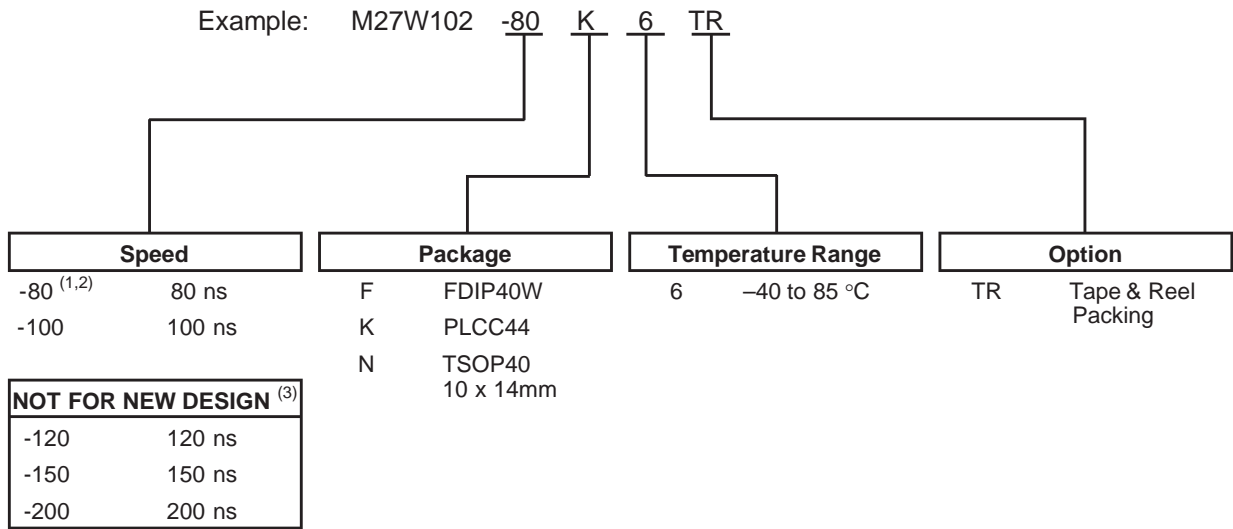 Example: M27W102 -80 K 6 TR
Speed Package Temperature Range Option
-80 (1,2) 80 ns F FDIP40W 6 –40 to 85 °C TR Tape & Reel
Packing
-100 100 ns K PLCC44
N TSOP40
10 x 14mm
NOT FOR NEW DESIGN (3)
-120 120 ns
-150 150 ns
-200 200 ns